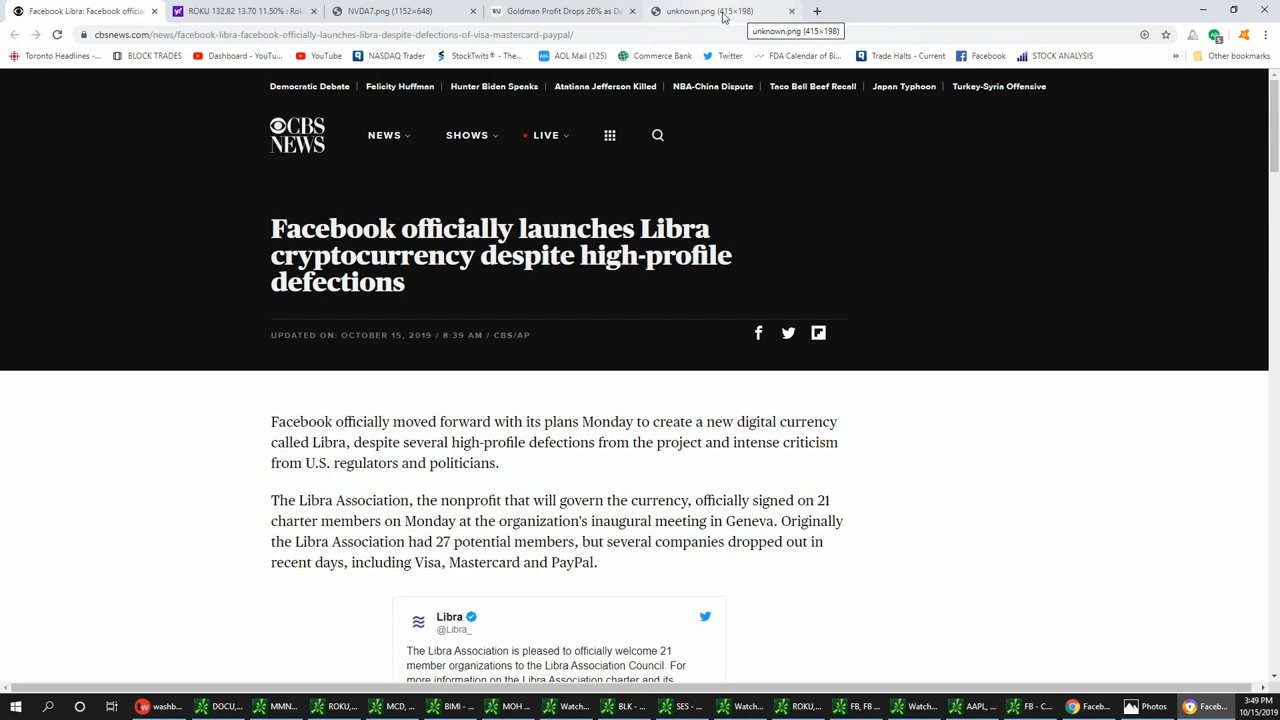 Facebook Libra: Facebook official
ROKU 132.82 13.70 11.50% : Roku
NVDA7.png (1152×648)
Goldman Profit Drops 26% as De
unknown.png (415×198)
cbsnews.com/news/facebook-libra-facebook-officially-launches-libra-despite-defections-of-visa-mastercard-paypal/
unknown.png (415×198)
Toronto Headlines -...
BLOCK TRADES
Dashboard - YouTu...
YouTube
NASDAQ Trader
StockTwits® - The...
AOL Mail (125)
Commerce Bank
Twitter
FDA Calendar of Bi...
Trade Halts - Current
Facebook
STOCK ANALYSIS
»
Other bookmarks
Democratic Debate
Felicity Huffman
Hunter Biden Speaks
Atatiana Jefferson Killed
NBA-China Dispute
Taco Bell Beef Recall
Japan Typhoon
Turkey-Syria Offensive
CBS NEWS
NEWS
SHOWS
LIVE
Facebook officially launches Libra
cryptocurrency despite high-profile
defections
UPDATED ON: OCTOBER 15, 2019 / 8:39 AM / CBS/AP
Facebook officially moved forward with its plans Monday to create a new digital currency
called Libra, despite several high-profile defections from the project and intense criticism
from U.S. regulators and politicians.
The Libra Association, the nonprofit that will govern the currency, officially signed on 21
charter members on Monday at the organization's inaugural meeting in Geneva. Originally
the Libra Association had 27 potential members, but several companies dropped out in
recent days, including Visa, Mastercard and PayPal.
Libra
@Libra_
The Libra Association is pleased to officially welcome 21
member organizations to the Libra Association Council. For
more information on the Libra Association charter and its
washb...
DOCU,...
MMN...
ROKU,...
MCD, ...
BIMI - ...
MOH ...
BLK - ...
SES - ...
Watch...
ROKU,...
FB, FB ...
Watch...
AAPL, ...
FB - C...
Faceb...
Photos
Faceb...
3:49 PM
10/15/2019